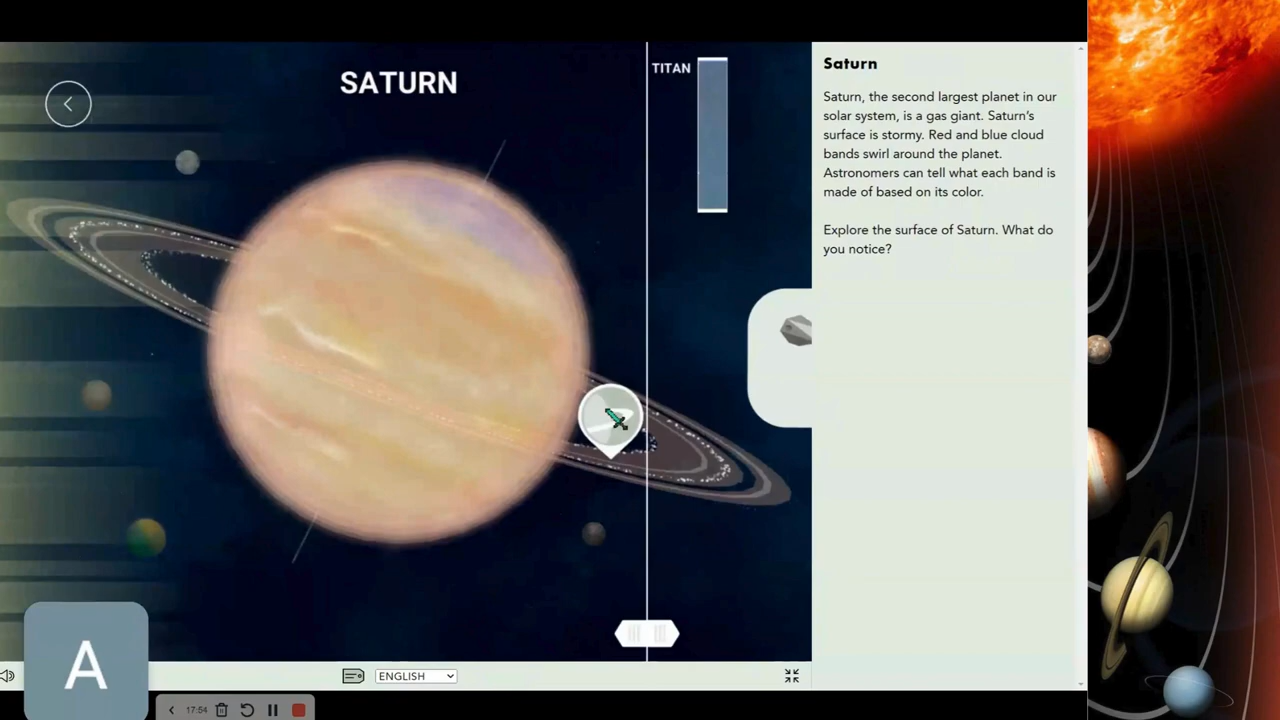 SATURN
TITAN
Saturn
Saturn, the second largest planet in our
solar system, is a gas giant. Saturn's
surface is stormy. Red and blue cloud
bands swirl around the planet.
Astronomers can tell what each band is
made of based on its color.
Explore the surface of Saturn. What do
you notice?
A
ENGLISH
17:54